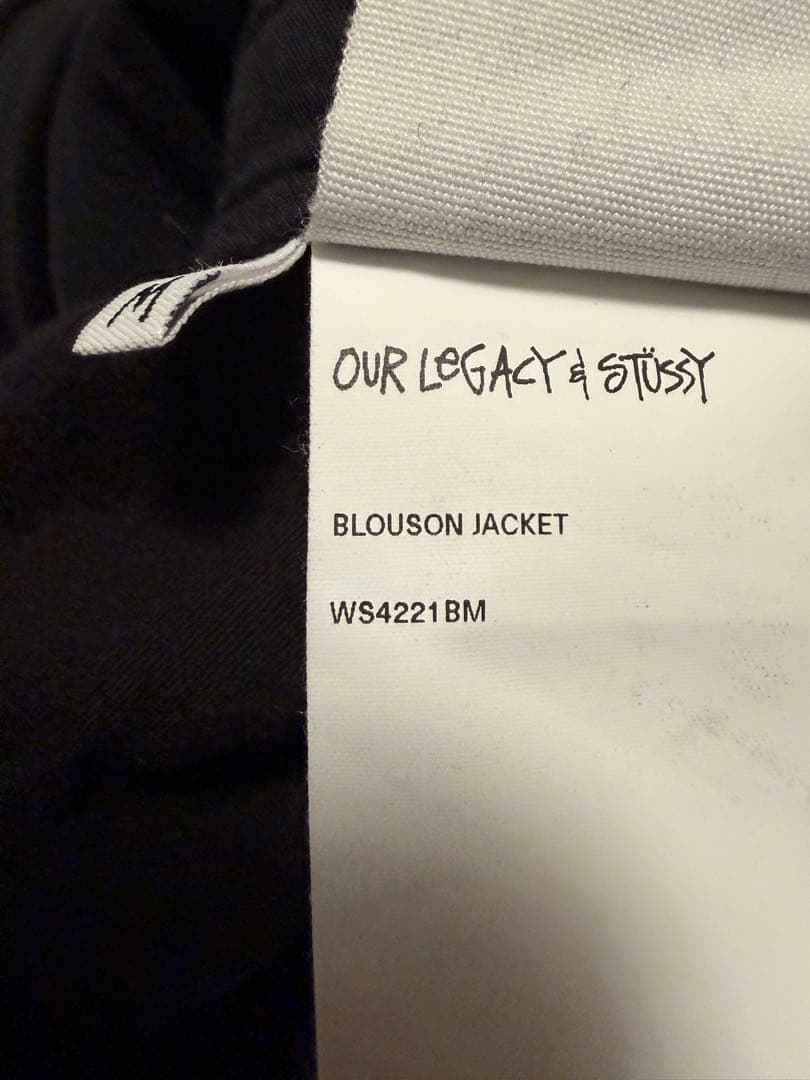 M
OUR LEGACY & STÜSSY
BLOUSON JACKET
WS4221BM